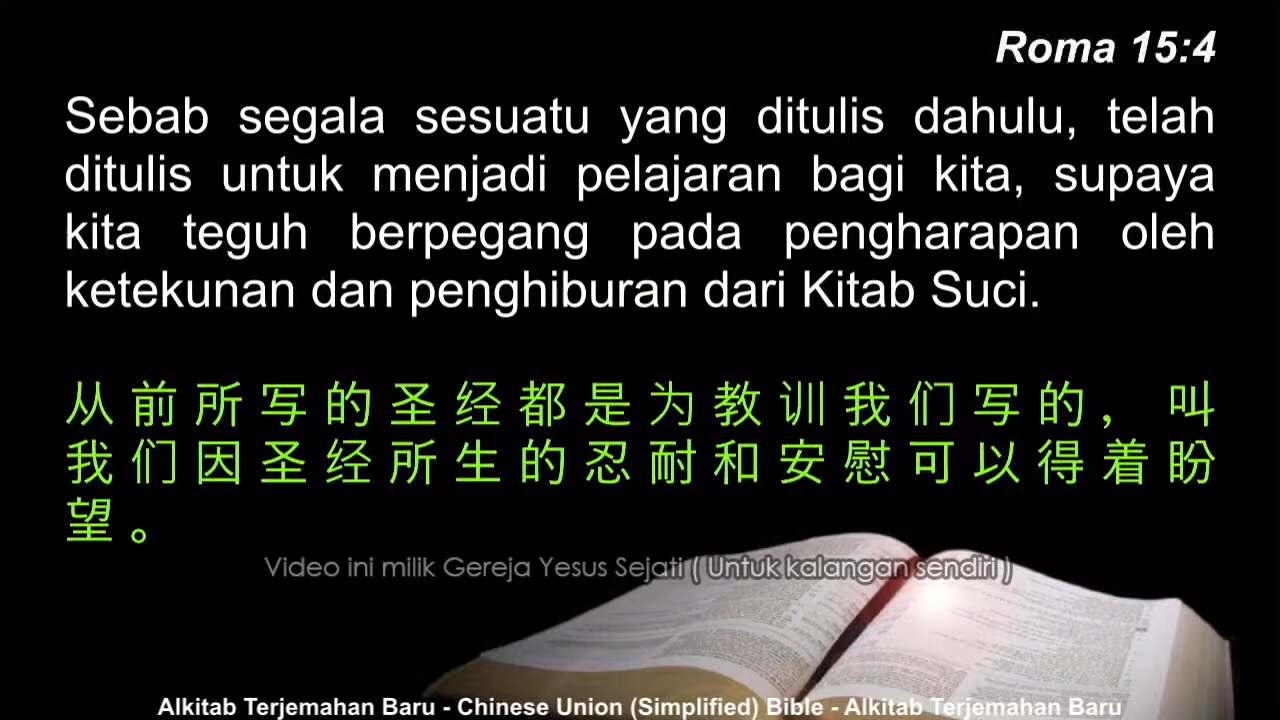 Roma 15:4
Sebab segala sesuatu yang ditulis dahulu, telah
ditulis untuk menjadi pelajaran bagi kita, supaya
kita teguh berpegang pada pengharapan oleh
ketekunan dan penghiburan dari Kitab Suci.
从前所写的圣经都是为教训我们写的，叫
我们因圣经所生的忍耐和安慰可以得着盼
望。
Video ini milik Gereja Yesus Sejati ( Untuk kalangan sendiri )
Alkitab Terjemahan Baru - Chinese Union (Simplified) Bible - Alkitab Terjemahan Baru